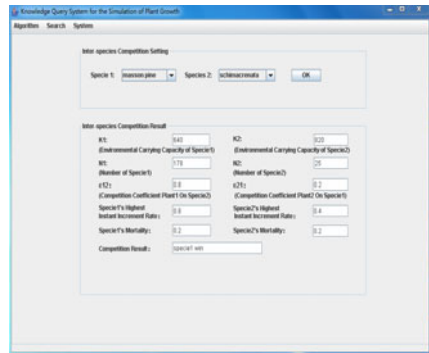 Knowledge Query System for the Simulation of Plant Growth
Algorithm Search System
Inter species Competition Setting
Specie 1: masson pine Species 2: schimacrenata OK
Inter species Competition Result
K1: 640 K2: 820
(Environmental Carrying Capacity of Specie1) (Environmental Carrying Capacity of Specie2)
N1: 178 N2: 25
(Number of Specie1) (Number of Specie2)
ε12: 0.8 ε21: 0.2
(Competition Coefficient Plant1 On Specie2) (Competition Coefficient Plant2 On Specie1)
Specie1's Highest Specie2's Highest
Instant Increment Rate: 0.8 Instant Increment Rate: 0.4
Specie1's Mortality: 0.2 Specie2's Mortality: 0.2
Competition Result: specie1 win